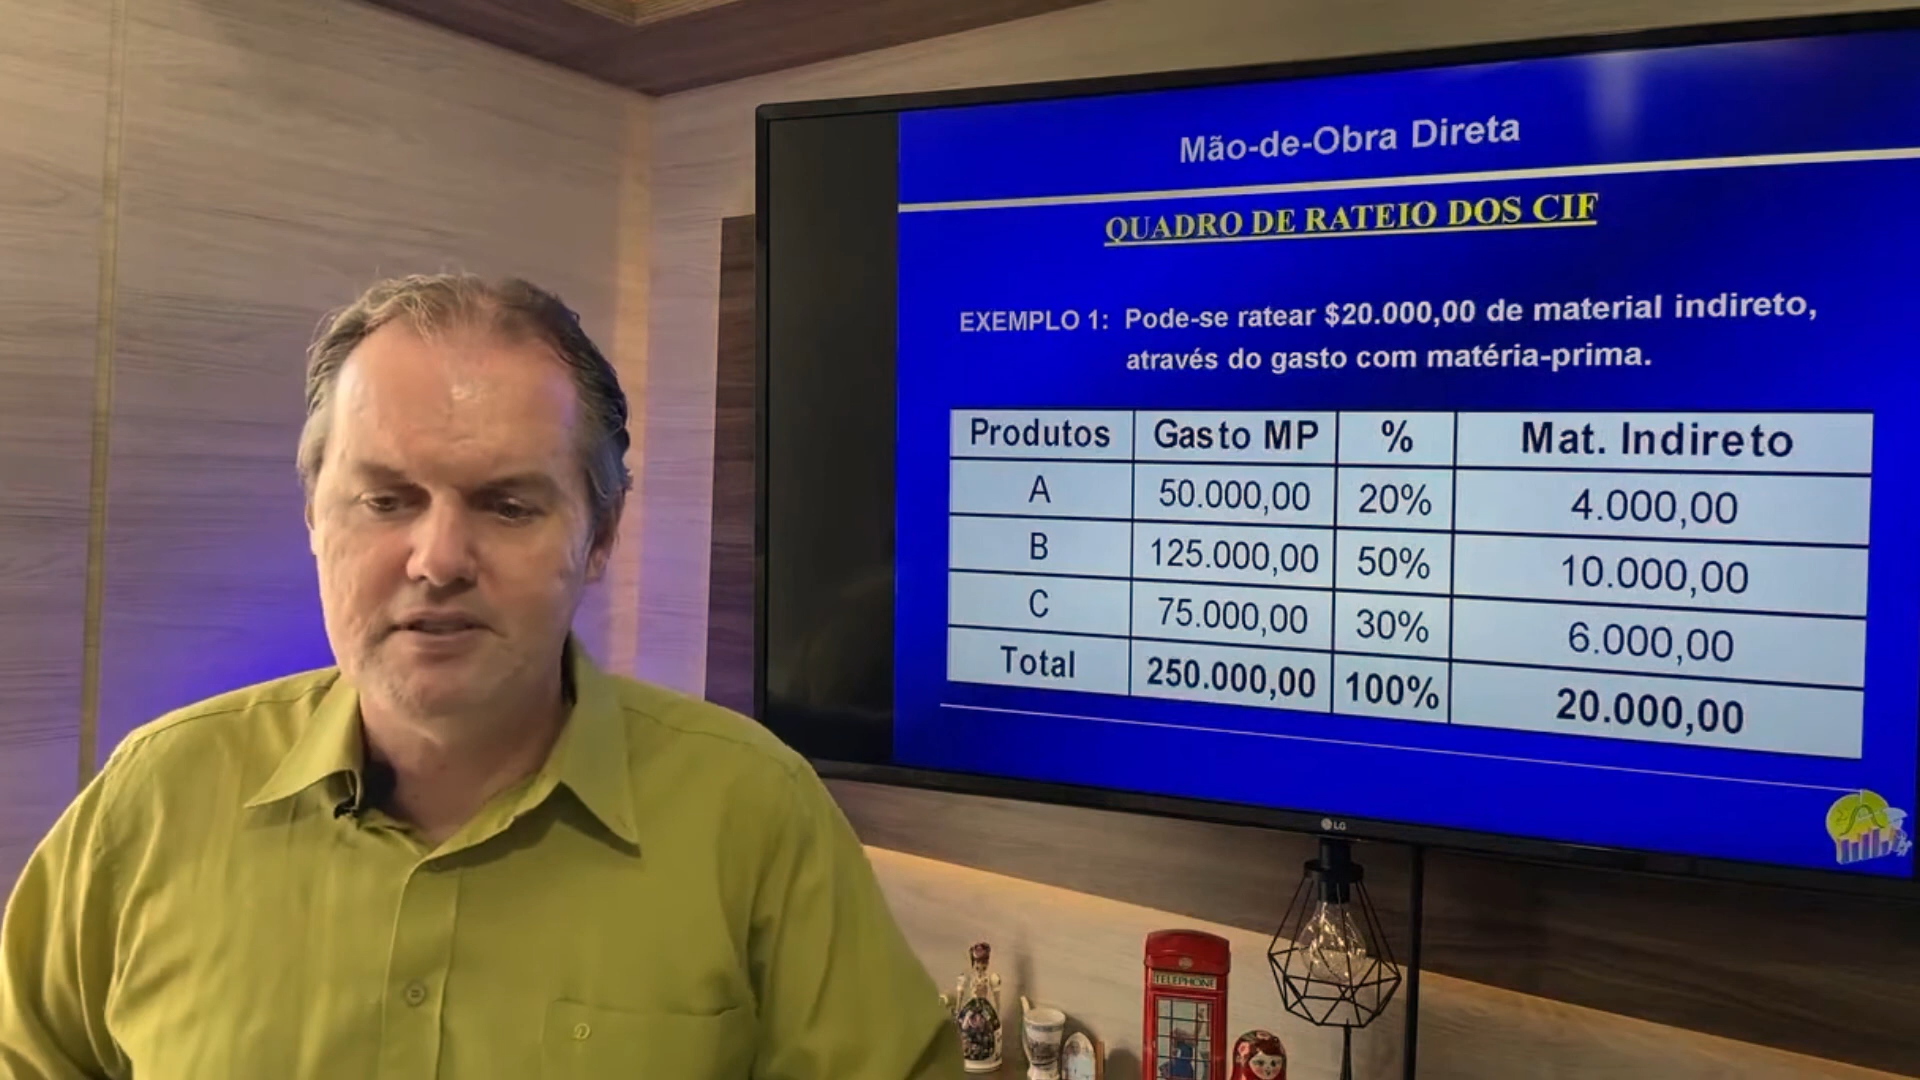 Mão-de-Obra Direta
QUADRO DE RATEIO DOS CIF
EXEMPLO 1: Pode-se ratear $20.000,00 de material indireto,
através do gasto com matéria-prima.
Produtos Gasto MP % Mat. Indireto
A 50.000,00 20% 4.000,00
B 125.000,00 50% 10.000,00
C 75.000,00 30% 6.000,00
Total 250.000,00 100% 20.000,00
LG
TELEPHONE